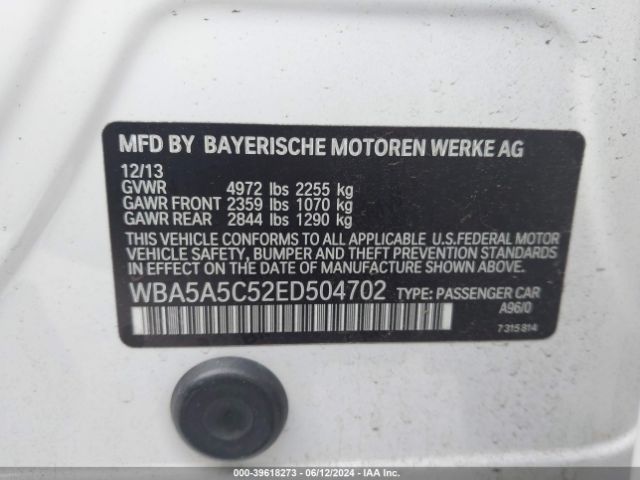 MFD BY BAYERISCHE MOTOREN WERKE AG
12/13
GVWR 4972 lbs 2255 kg
GAWR FRONT 2359 lbs 1070 kg
GAWR REAR 2844 lbs 1290 kg
THIS VEHICLE CONFORMS TO ALL APPLICABLE U.S.FEDERAL MOTOR
VEHICLE SAFETY, BUMPER AND THEFT PREVENTION STANDARDS
IN EFFECT ON THE DATE OF MANUFACTURE SHOWN ABOVE.
WBA5A5C52ED504702 TYPE: PASSENGER CAR
A96/0
7315814
000-39618273 - 06/12/2024 - IAA Inc.